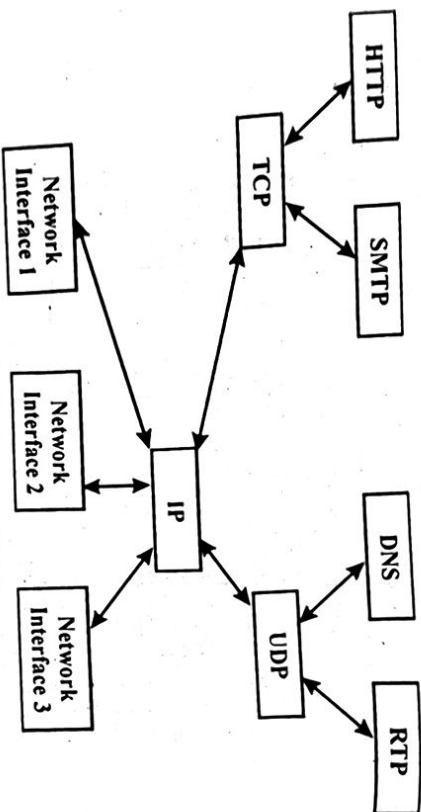 HTTP
SMTP
DNS
RTP
TCP
UDP
IP
Network
Interface 1
Network
Interface 2
Network
Interface 3